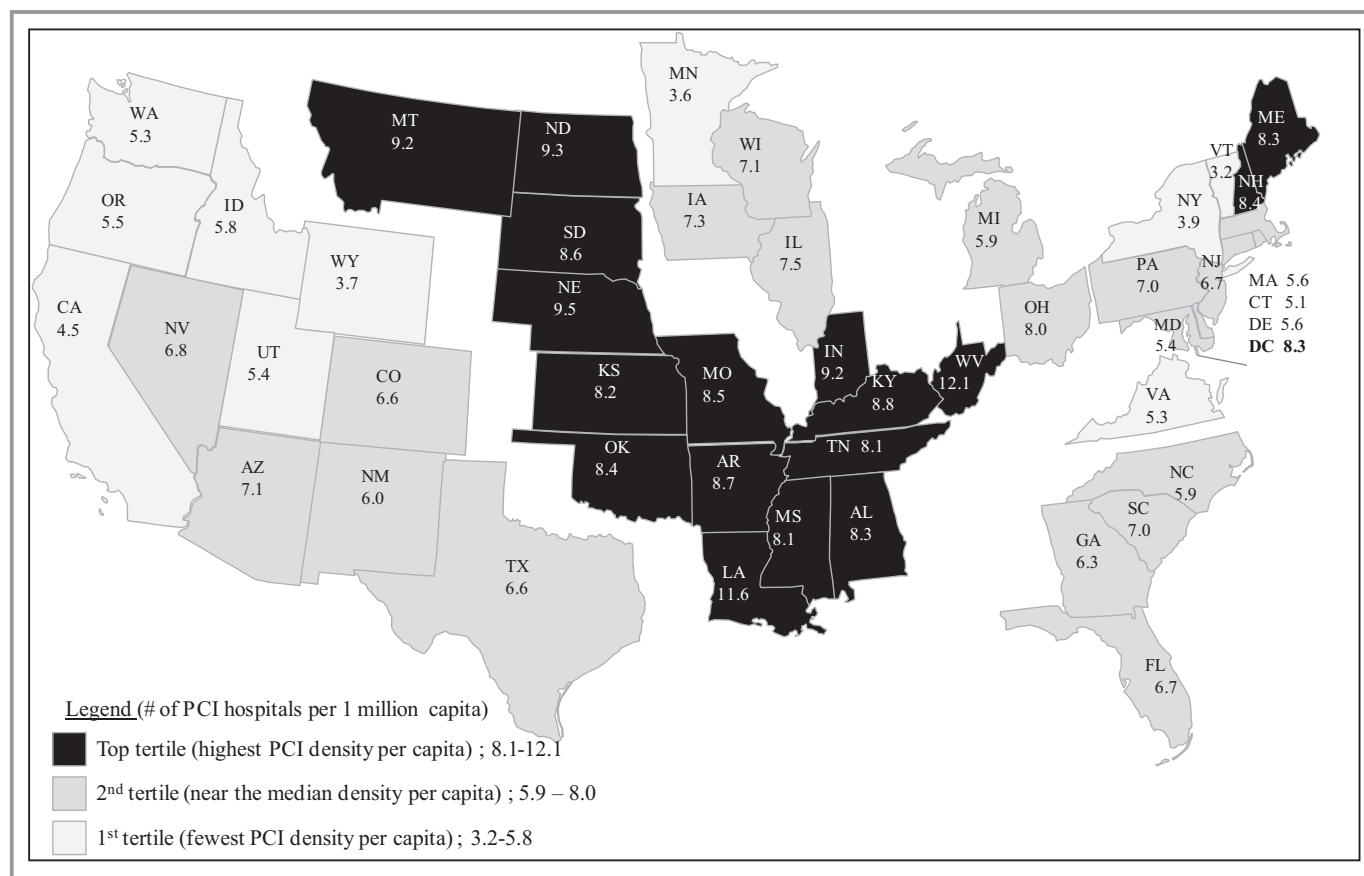 MN
3.6
WA
5.3
MT
9.2
ND
9.3
ME
8.3
WI
7.1
VT
3.2
NH
8.4
OR
5.5
ID
5.8
IA
7.3
NY
3.9
SD
8.6
MI
5.9
IL
7.5
WY
3.7
PA
7.0
NJ
6.7
MA 5.6
CT 5.1
DE 5.6
DC 8.3
NE
9.5
CA
4.5
NV
6.8
OH
8.0
MD
5.4
UT
5.4
IN
9.2
WV
12.1
CO
6.6
KS
8.2
MO
8.5
KY
8.8
VA
5.3
TN 8.1
OK
8.4
AR
8.7
AZ
7.1
NM
6.0
NC
5.9
SC
7.0
MS
8.1
AL
8.3
GA
6.3
TX
6.6
LA
11.6
FL
6.7
Legend (# of PCI hospitals per 1 million capita)
Top tertile (highest PCI density per capita) ; 8.1-12.1
2nd tertile (near the median density per capita) ; 5.9 – 8.0
1st tertile (fewest PCI density per capita) ; 3.2-5.8